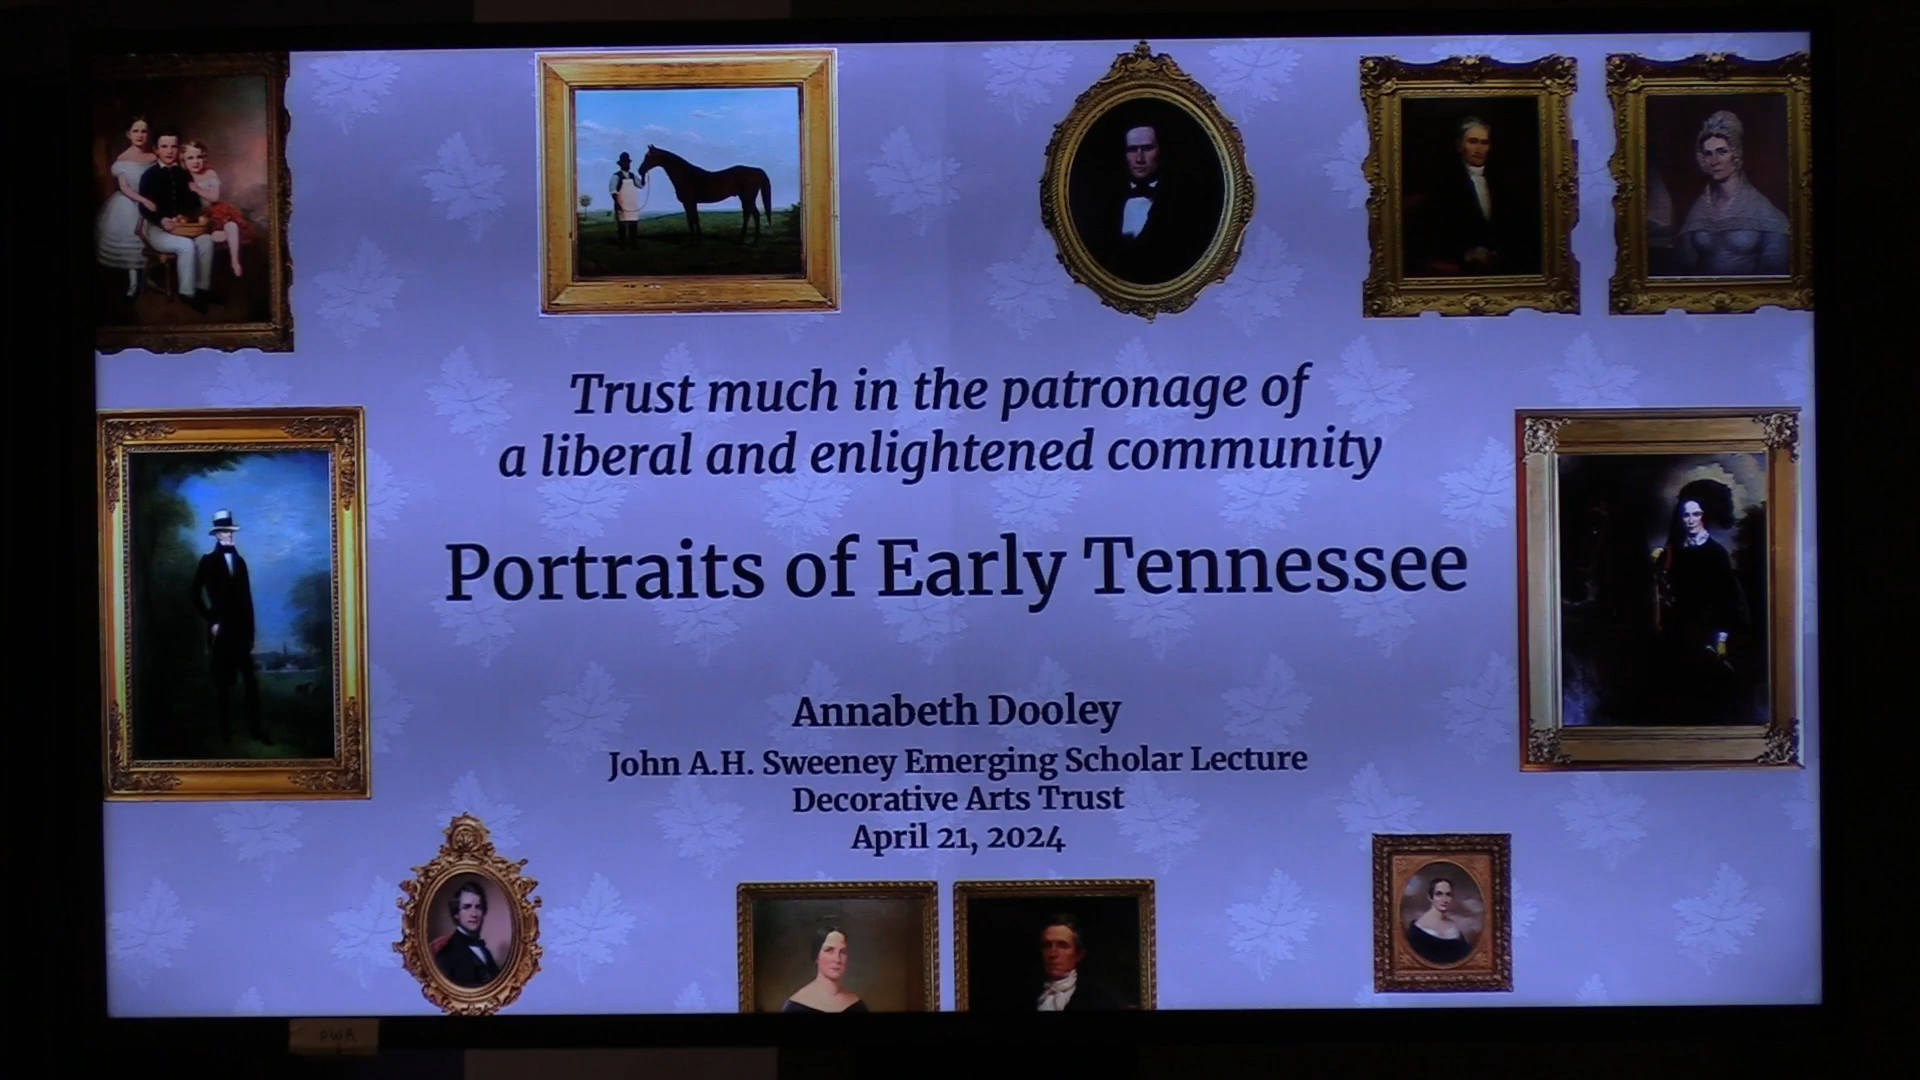 Trust much in the patronage of
a liberal and enlightened community
Portraits of Early Tennessee
Annabeth Dooley
John A.H. Sweeney Emerging Scholar Lecture
Decorative Arts Trust
April 21, 2024
PWR